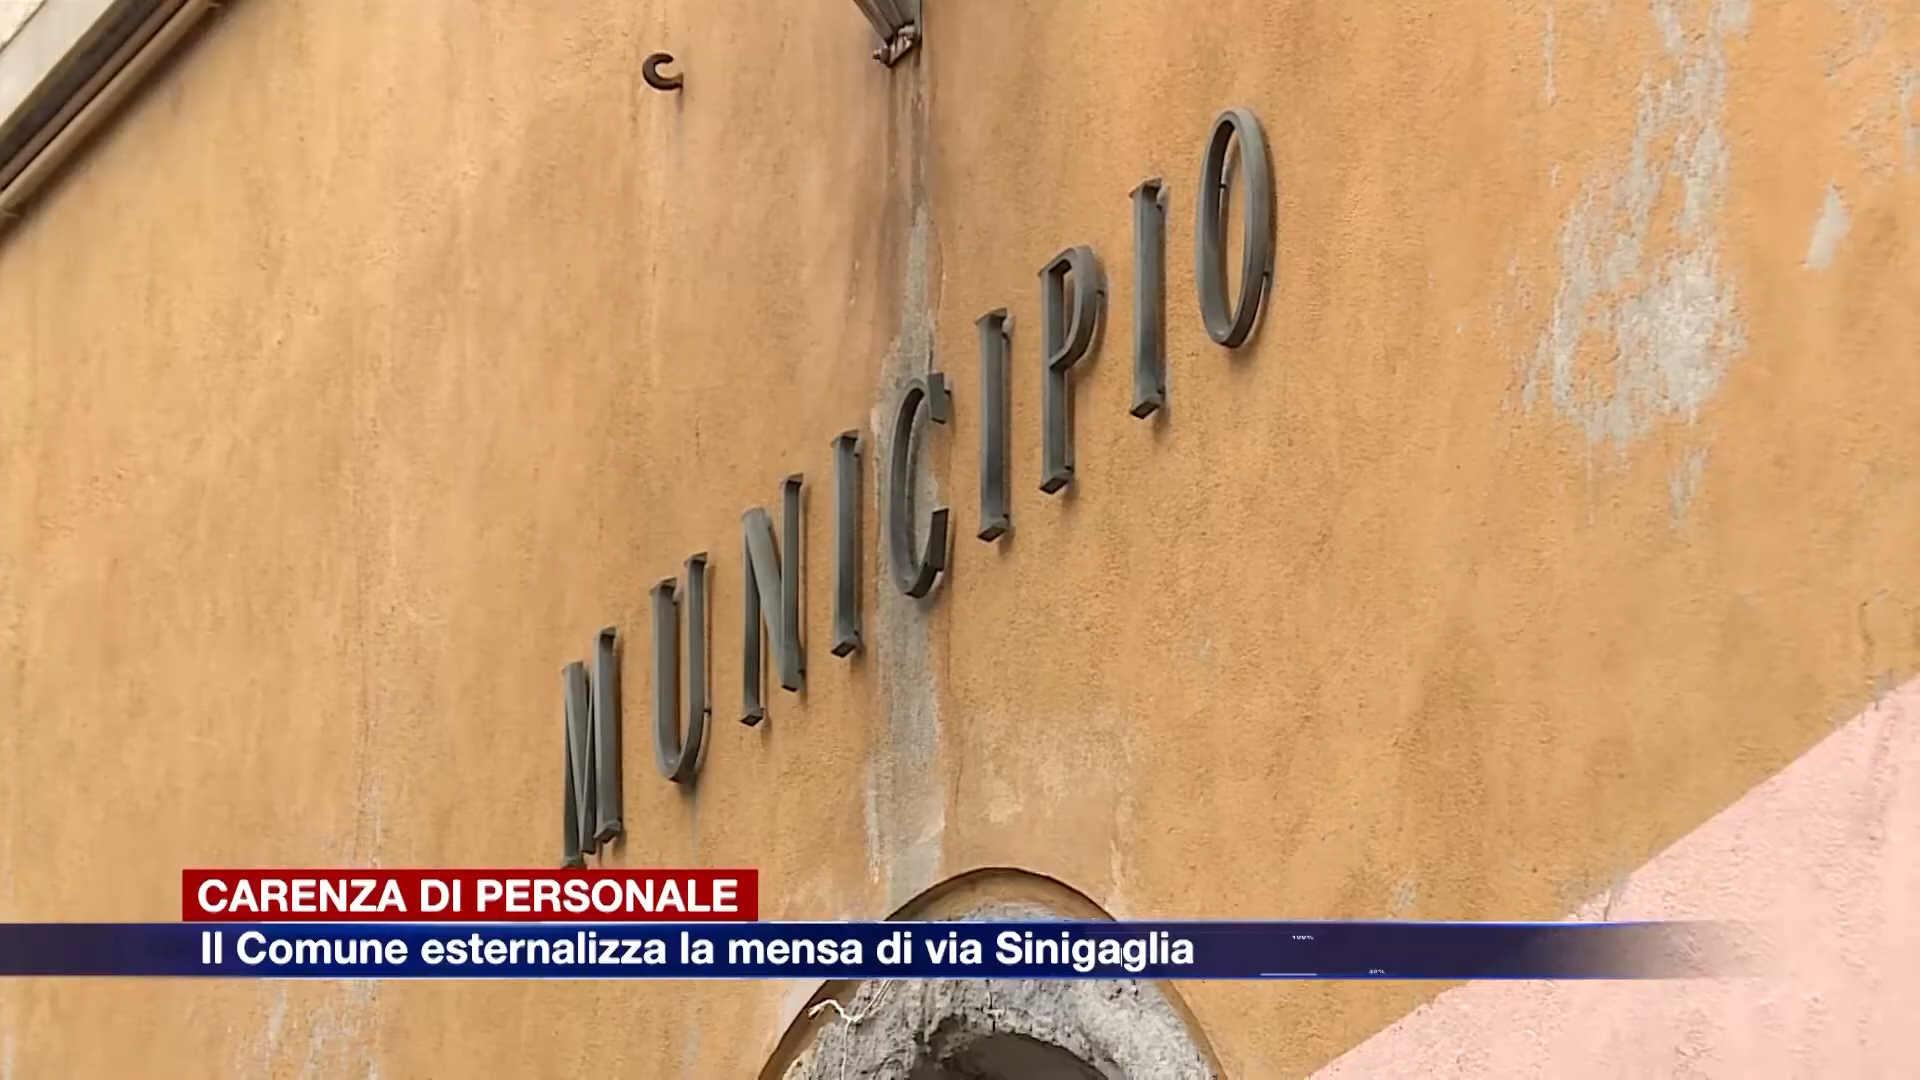 MUNICIPIO
CARENZA DI PERSONALE
Il Comune esternalizza la mensa di via Sinigaglia